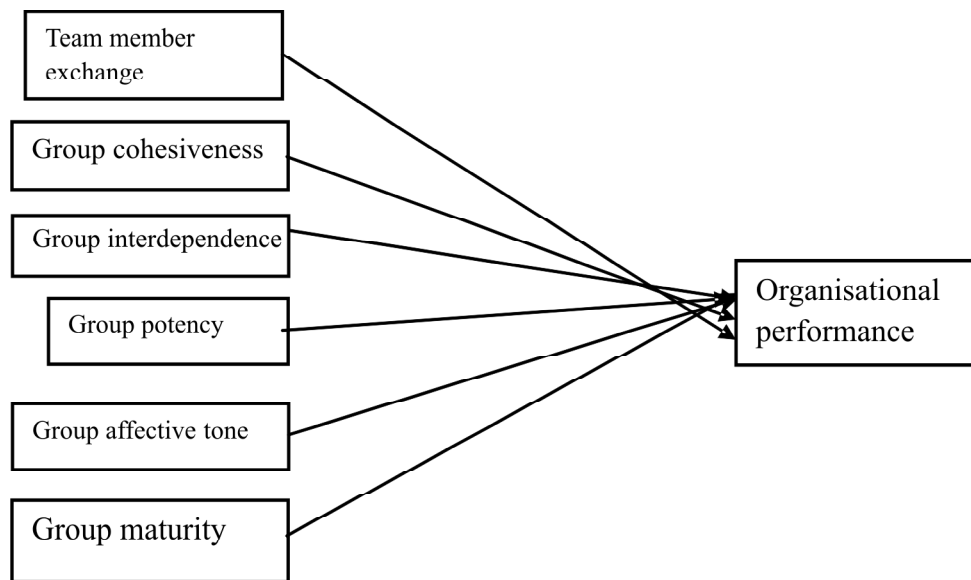 Team member
exchange
Group cohesiveness
Group interdependence
Group potency
Group affective tone
Group maturity
Organisational
performance